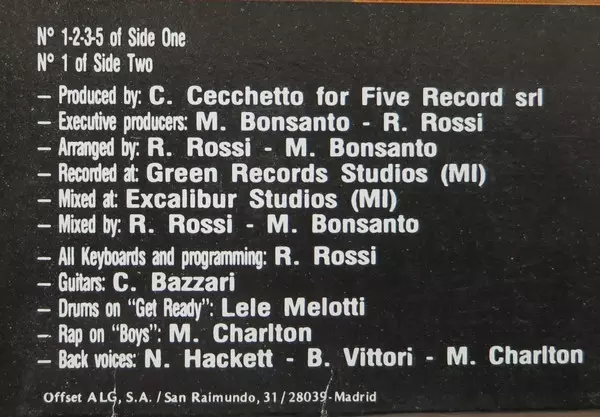 Nº 1-2-3-5 of Side One
Nº 1 of Side Two
– Produced by: C. Cecchetto for Five Record srl
– Executive producers: M. Bonsanto - R. Rossi
– Arranged by: R. Rossi - M. Bonsanto
– Recorded at: Green Records Studios (MI)
– Mixed at: Excalibur Studios (MI)
– Mixed by: R. Rossi - M. Bonsanto
– All Keyboards and programming: R. Rossi
– Guitars: C. Bazzari
– Drums on "Get Ready": Lele Melotti
– Rap on "Boys": M. Charlton
– Back voices: N. Hackett - B. Vittori - M. Charlton
Offset ALG, S.A. / San Raimundo, 31 / 28039-Madrid